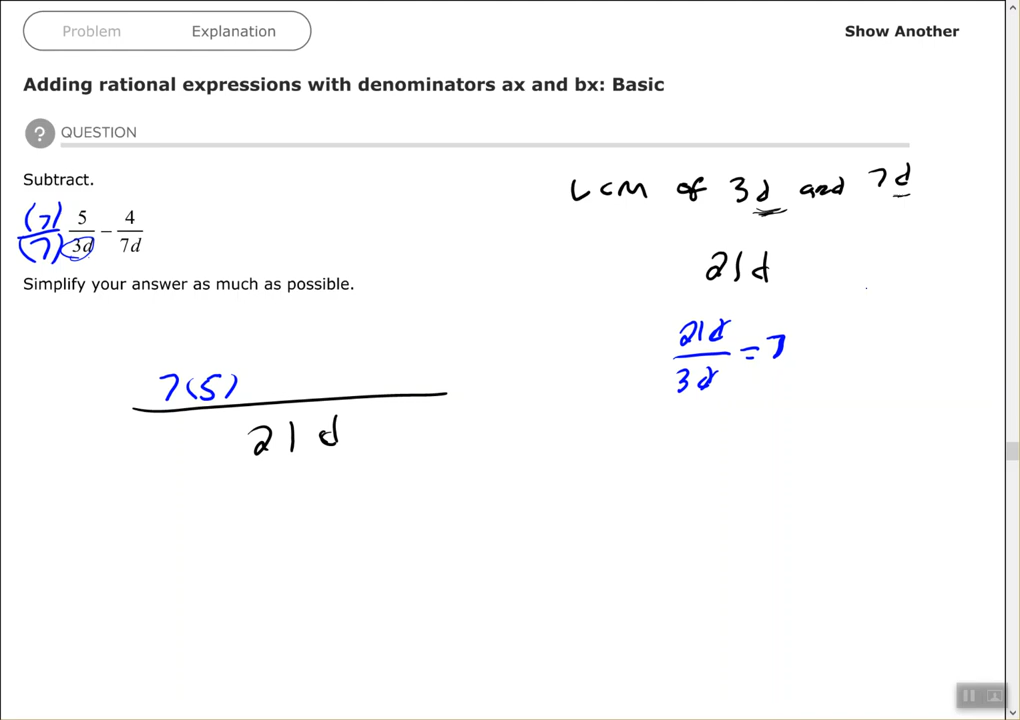 Problem Explanation Show Another
Adding rational expressions with denominators ax and bx: Basic
? QUESTION
Subtract.
(7)/(7) 5/3d − 4/7d
Simplify your answer as much as possible.
LCM of 3d and 7d
21d
21d/3d = 7
7(5)
21d